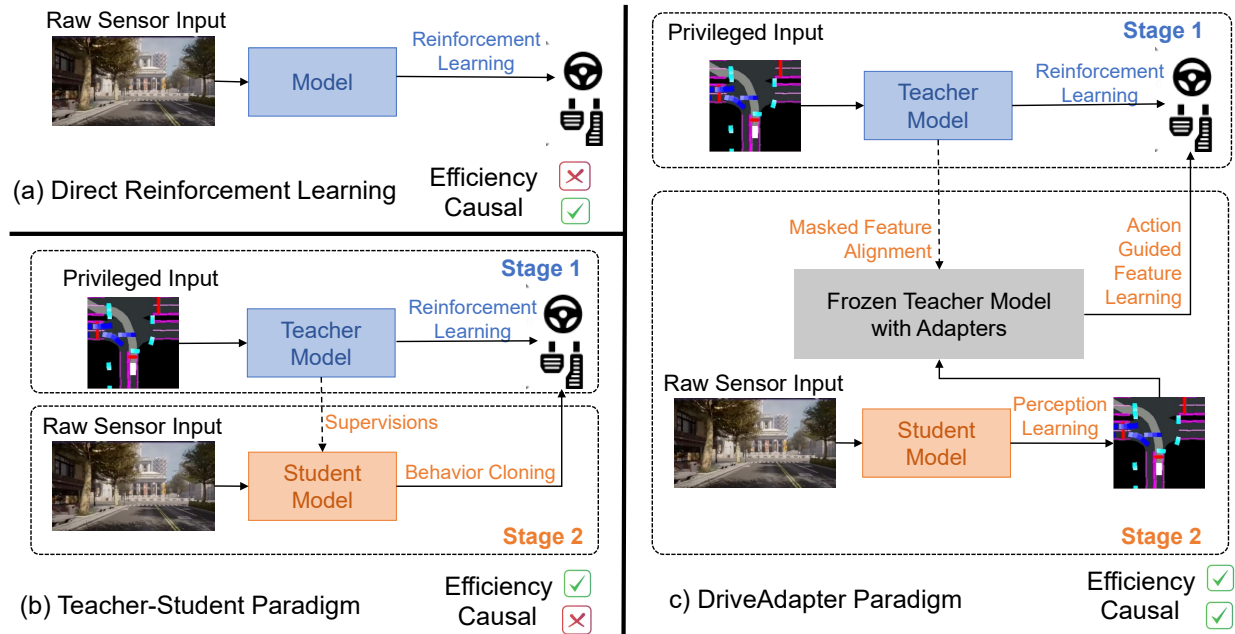 Raw Sensor Input
Model
Reinforcement
Learning
(a) Direct Reinforcement Learning
Efficiency
Causal
Stage 1
Privileged Input
Teacher
Model
Reinforcement
Learning
Supervisions
Raw Sensor Input
Student
Model
Behavior Cloning
Stage 2
(b) Teacher-Student Paradigm
Efficiency
Causal
Stage 1
Privileged Input
Teacher
Model
Reinforcement
Learning
Masked Feature
Alignment
Action
Guided
Feature
Learning
Frozen Teacher Model
with Adapters
Raw Sensor Input
Student
Model
Perception
Learning
Stage 2
c) DriveAdapter Paradigm
Efficiency
Causal